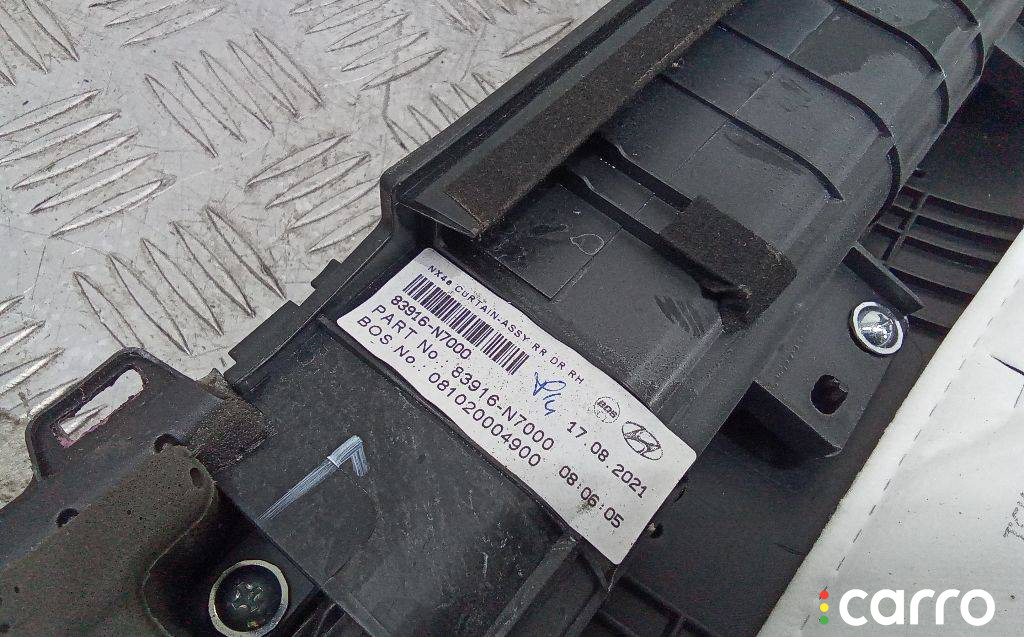 NX4e CURTAIN-ASSY RR DR RH
83916-N7000
PART No.: 83916-N7000
BOS No.: 081020004900
BOS
17.08.2021
08:06:05
carro